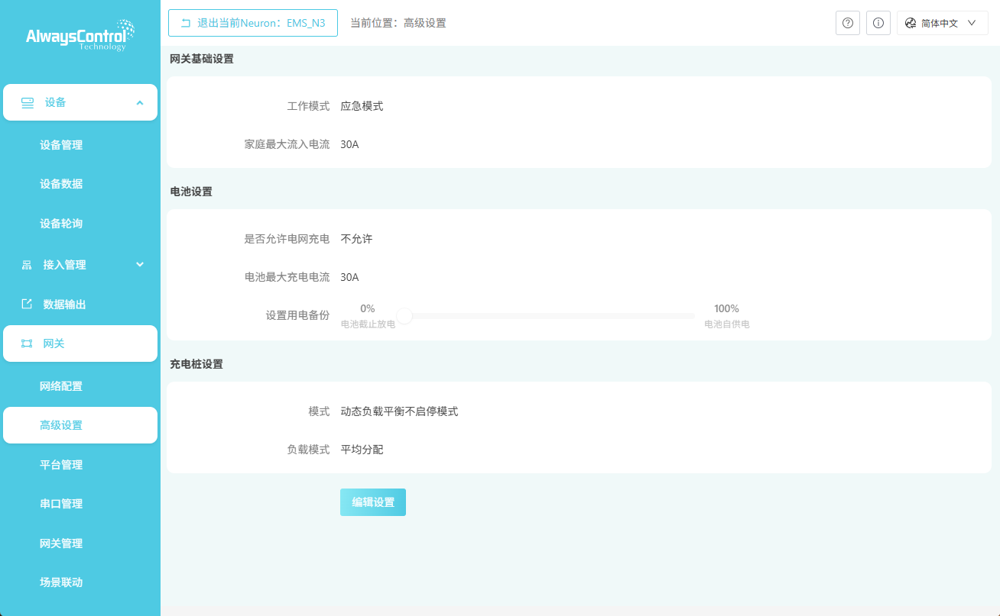 AlwaysControl
Technology
设备
设备管理
设备数据
设备轮询
接入管理
数据输出
网关
网络配置
高级设置
平台管理
串口管理
网关管理
场景联动
退出当前Neuron：EMS_N3
当前位置：高级设置
简体中文
网关基础设置
工作模式 应急模式
家庭最大流入电流 30A
电池设置
是否允许电网充电 不允许
电池最大充电电流 30A
设置用电备份
0%
电池截止放电
100%
电池自供电
充电桩设置
模式 动态负载平衡不启停模式
负载模式 平均分配
编辑设置